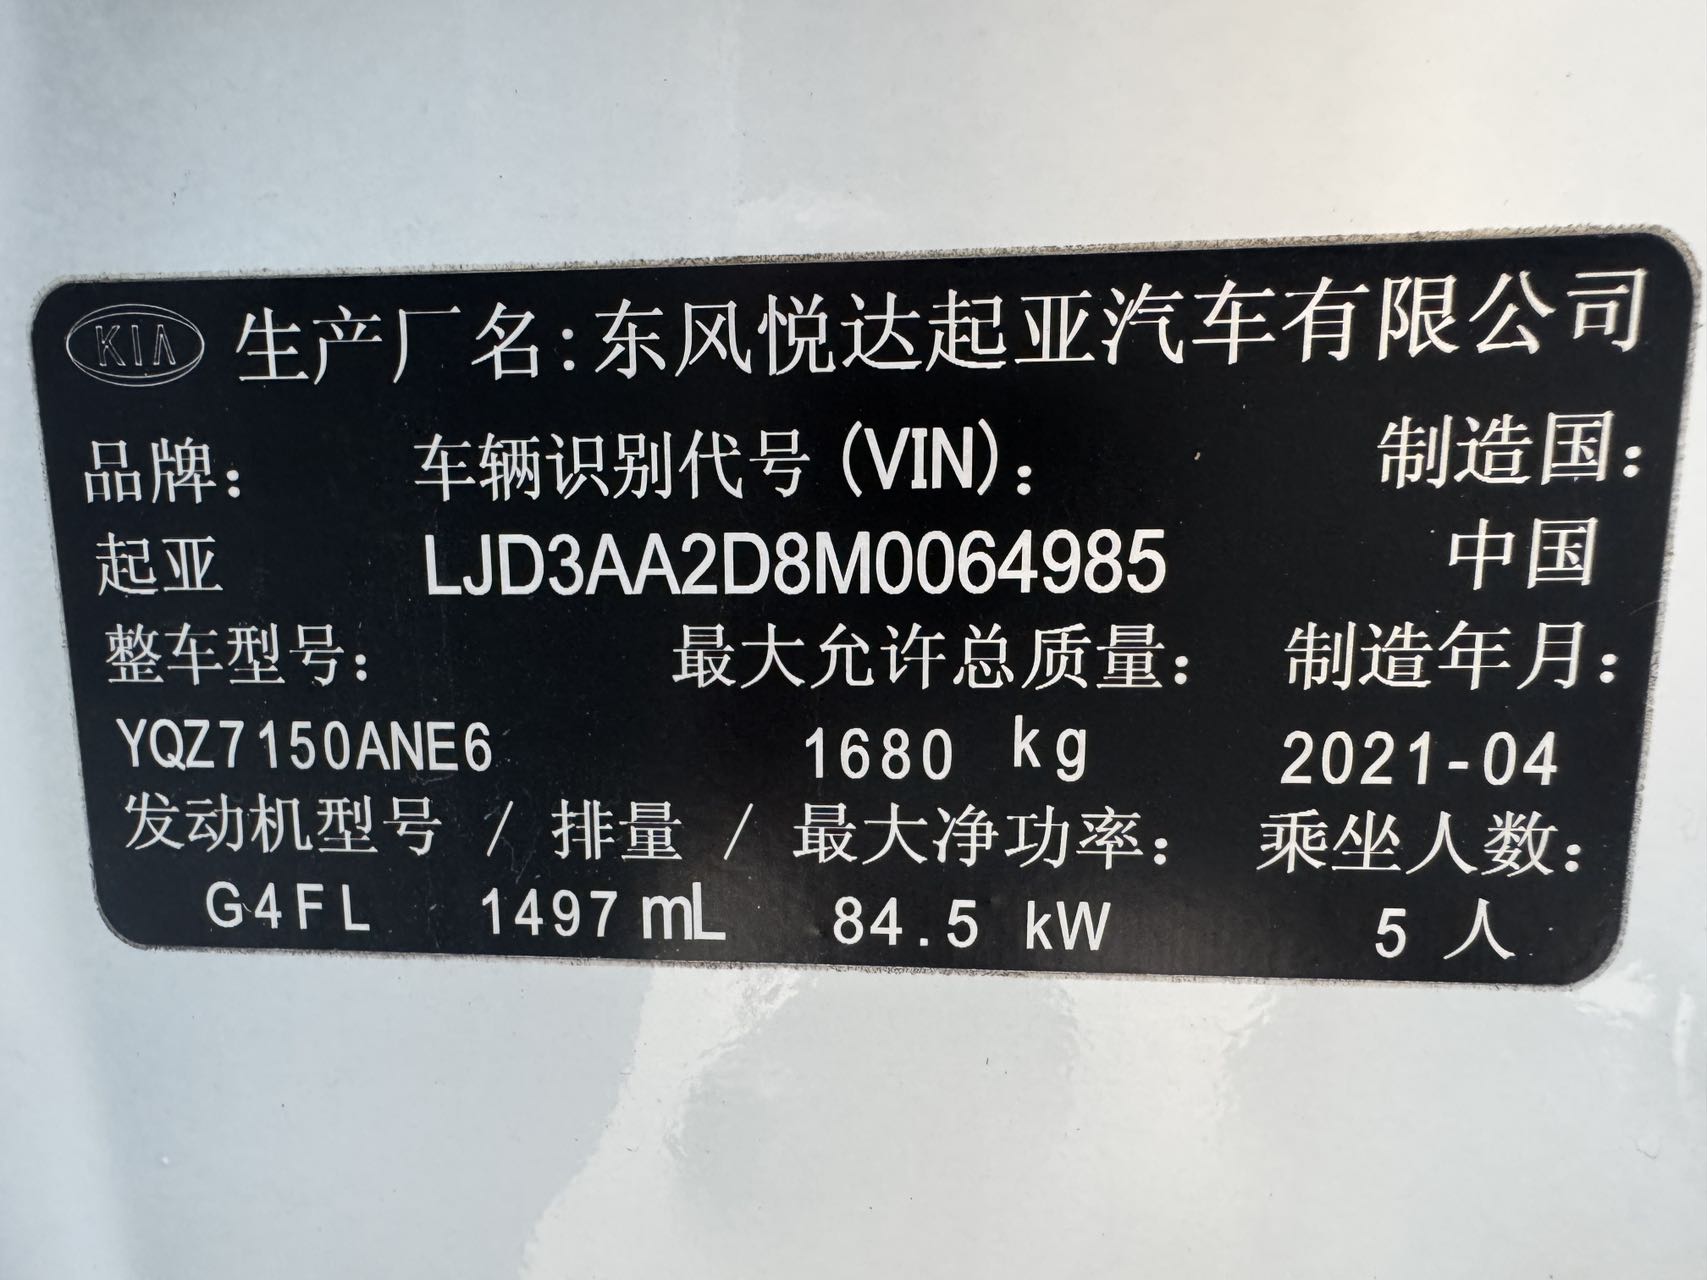 KIA 生产厂名:东风悦达起亚汽车有限公司
品牌: 车辆识别代号(VIN): 制造国:
起亚 LJD3AA2D8M0064985 中国
整车型号: 最大允许总质量: 制造年月:
YQZ7150ANE6 1680 kg 2021-04
发动机型号 / 排量 / 最大净功率: 乘坐人数:
G4FL 1497 mL 84.5 kW 5 人